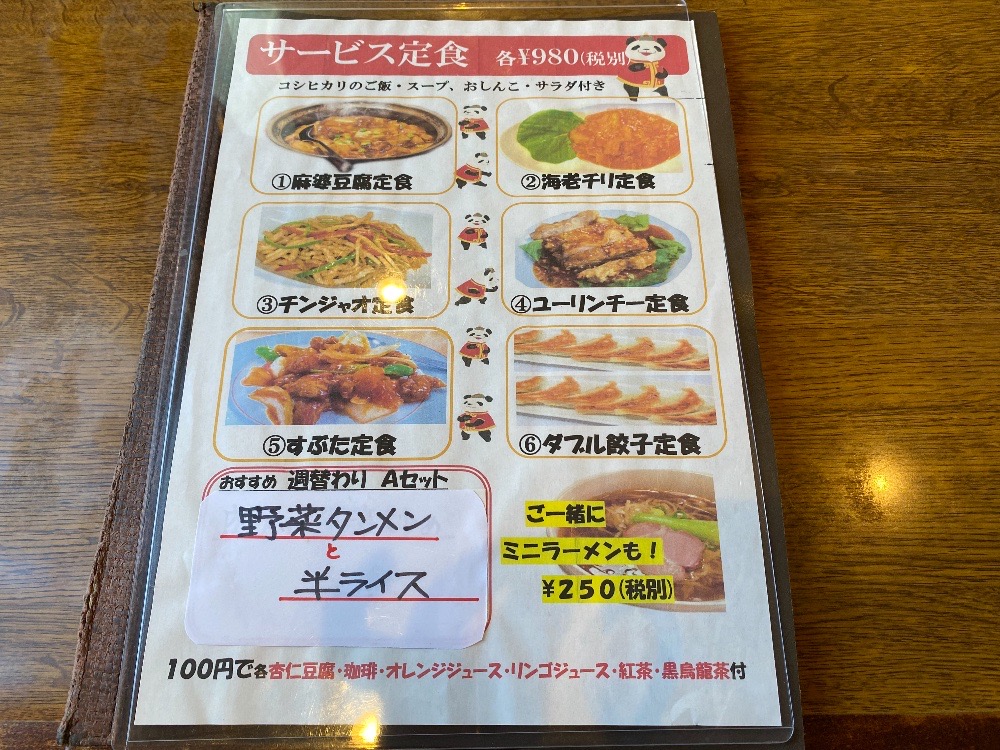 サービス定食 各¥980(税別)
コシヒカリのご飯・スープ、おしんこ・サラダ付き
①麻婆豆腐定食
②海老チリ定食
③チンジャオ定食
④ユーリンチー定食
⑤すぶた定食
⑥ダブル餃子定食
おすすめ 週替わり Aセット
野菜タンメン
と
半ライス
ご一緒に
ミニラーメンも！
¥250(税別)
100円で各杏仁豆腐・珈琲・オレンジジュース・リンゴジュース・紅茶・黒烏龍茶付